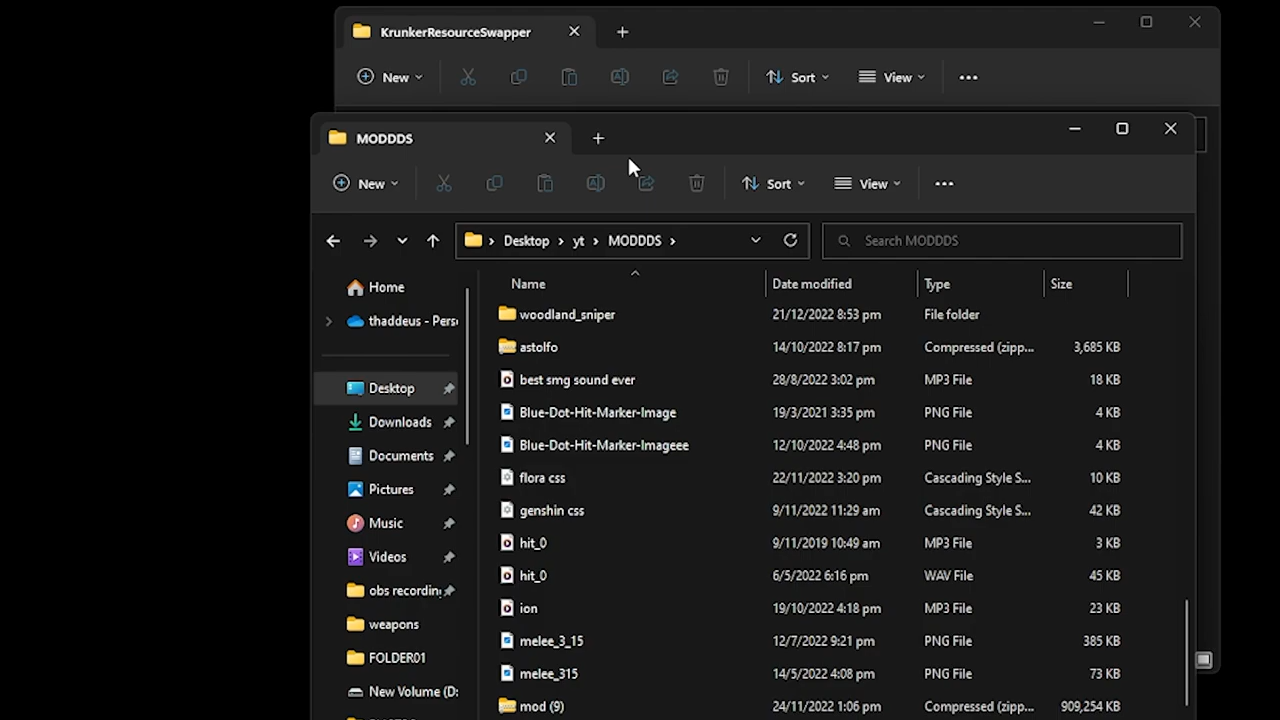 KrunkerResourceSwapper
New
Sort
View
MODDDS
New
Sort
View
Desktop > yt > MODDDS >
Search MODDDS
Name
Date modified
Type
Size
Home
thaddeus - Pers
Desktop
Downloads
Documents
Pictures
Music
Videos
obs recording
weapons
FOLDER01
New Volume (D:
woodland_sniper 21/12/2022 8:53 pm File folder
astolfo 14/10/2022 8:17 pm Compressed (zipp... 3,685 KB
best smg sound ever 28/8/2022 3:02 pm MP3 File 18 KB
Blue-Dot-Hit-Marker-Image 19/3/2021 3:35 pm PNG File 4 KB
Blue-Dot-Hit-Marker-Imageee 12/10/2022 4:48 pm PNG File 4 KB
flora css 22/11/2022 3:20 pm Cascading Style S... 10 KB
genshin css 9/11/2022 11:29 am Cascading Style S... 42 KB
hit_0 9/11/2019 10:49 am MP3 File 3 KB
hit_0 6/5/2022 6:16 pm WAV File 45 KB
ion 19/10/2022 4:18 pm MP3 File 23 KB
melee_3_15 12/7/2022 9:21 pm PNG File 385 KB
melee_315 14/5/2022 4:08 pm PNG File 73 KB
mod (9) 24/11/2022 1:06 pm Compressed (zipp... 909,254 KB